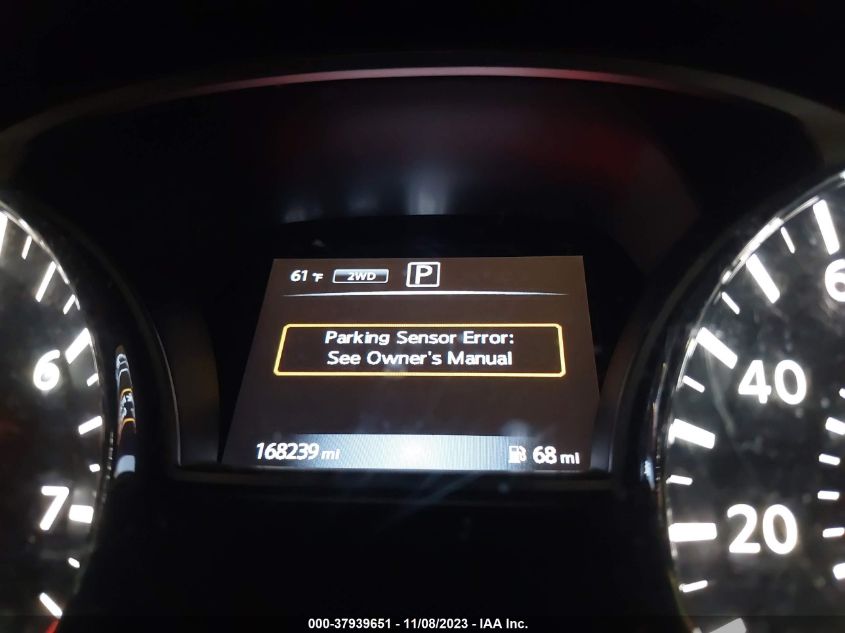 61 °F 2WD P
Parking Sensor Error:
See Owner's Manual
168239 mi 68 mi
6
7
6
40
20
000-37939651 - 11/08/2023 - IAA Inc.